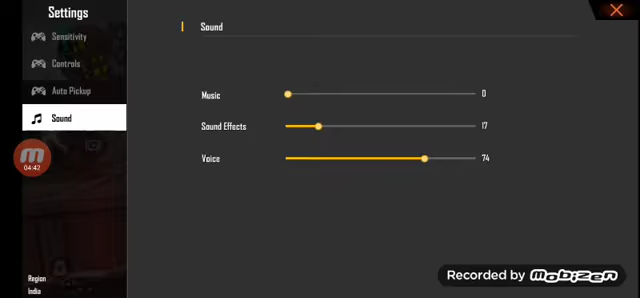 Settings
Sensitivity
Controls
Auto Pickup
Sound
04:42
Region
India
Sound
Music 0
Sound Effects 17
Voice 74
Recorded by mobizen